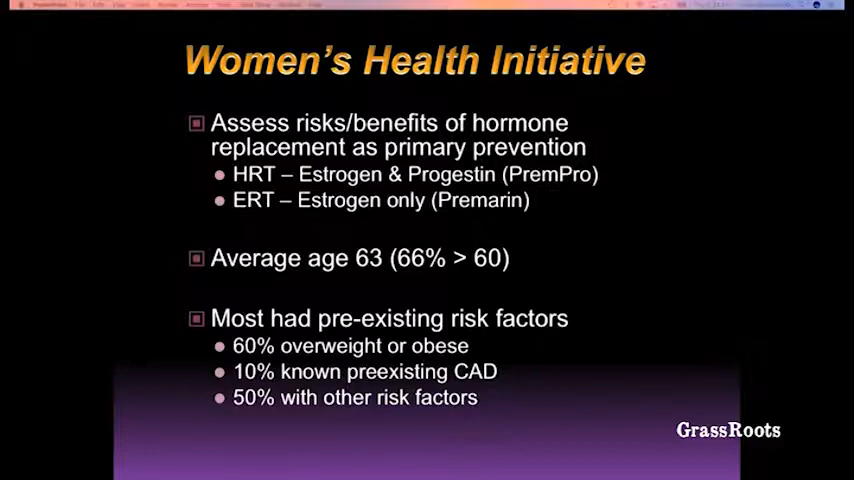 Women's Health Initiative
Assess risks/benefits of hormone
replacement as primary prevention
HRT – Estrogen & Progestin (PremPro)
ERT – Estrogen only (Premarin)
Average age 63 (66% > 60)
Most had pre-existing risk factors
60% overweight or obese
10% known preexisting CAD
50% with other risk factors
GrassRoots